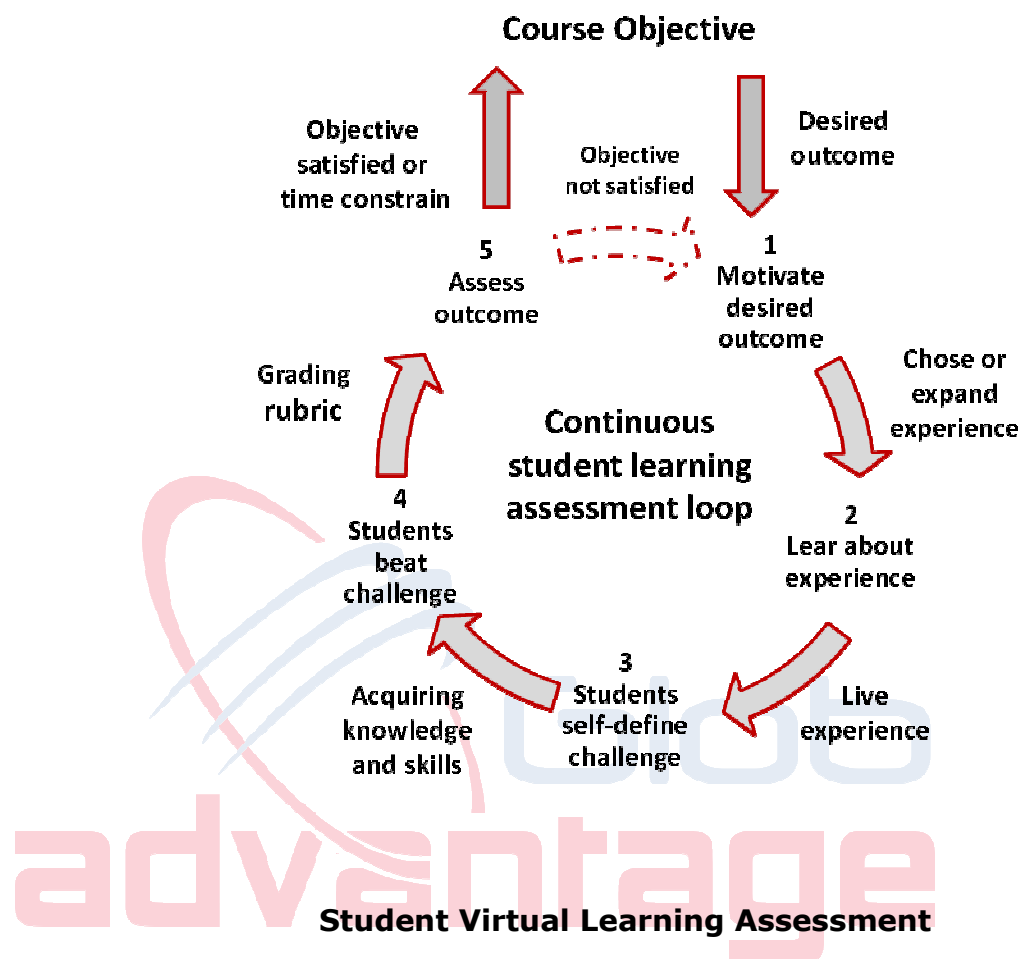 Course Objective
Objective
satisfied or
time constrain
Objective
not satisfied
Desired
outcome
1
Motivate
desired
outcome
Chose or
expand
experience
2
Lear about
experience
Live
experience
3
Students
self-define
challenge
Acquiring
knowledge
and skills
4
Students
beat
challenge
Grading
rubric
5
Assess
outcome
Continuous
student learning
assessment loop
Glob
advantage
Student Virtual Learning Assessment